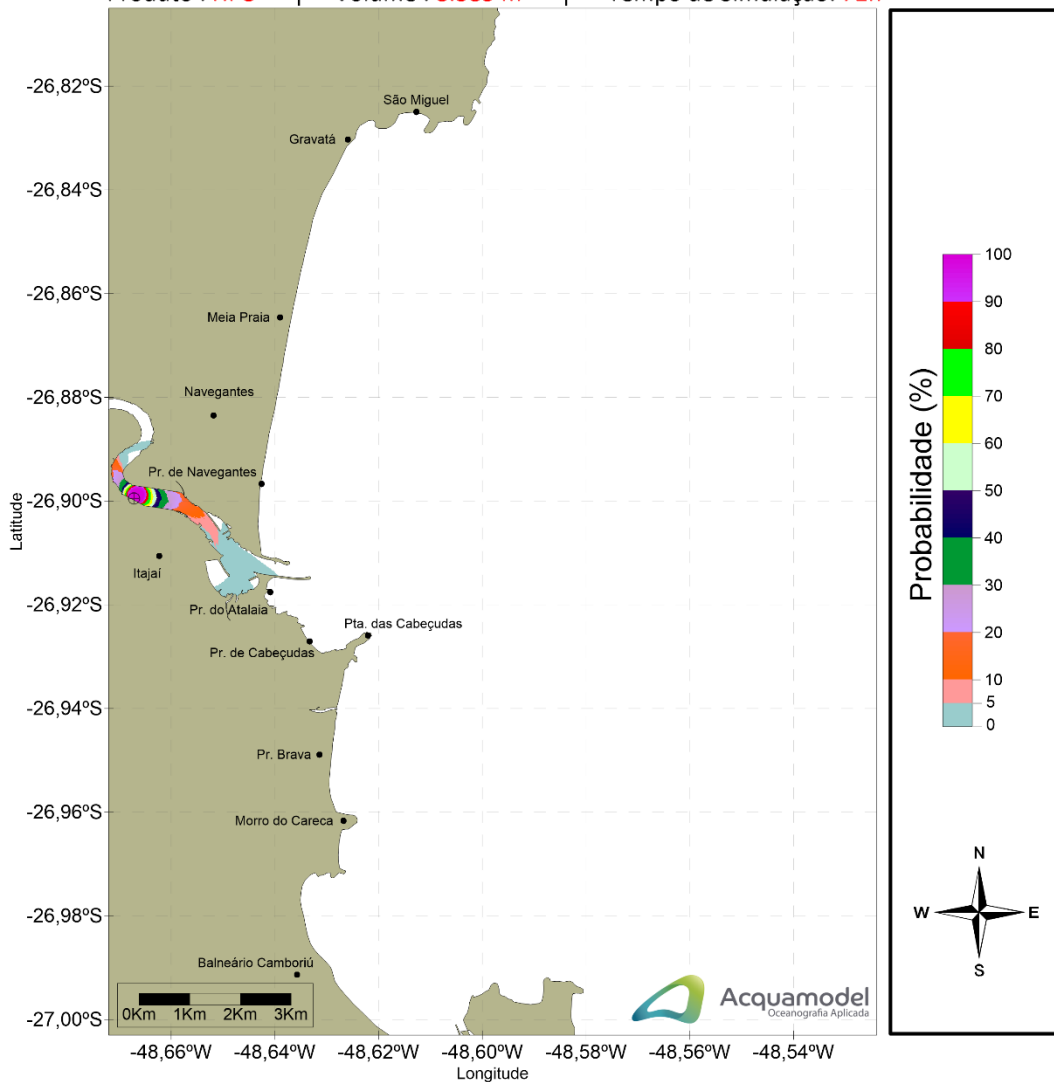 -26,82ºS
-26,84ºS
-26,86ºS
-26,88ºS
-26,90ºS
-26,92ºS
-26,94ºS
-26,96ºS
-26,98ºS
-27,00ºS
Latitude
São Miguel
Gravatá
Meia Praia
Navegantes
Pr. de Navegantes
Itajaí
Pr. do Atalaia
Pta. das Cabeçudas
Pr. de Cabeçudas
Pr. Brava
Morro do Careca
Balneário Camboriú
0Km 1Km 2Km 3Km
Acquamodel
Oceanografia Aplicada
-48,66ºW -48,64ºW -48,62ºW -48,60ºW -48,58ºW -48,56ºW -48,54ºW
Longitude
Probabilidade (%)
100
90
80
70
60
50
40
30
20
10
5
0
N
W E
S